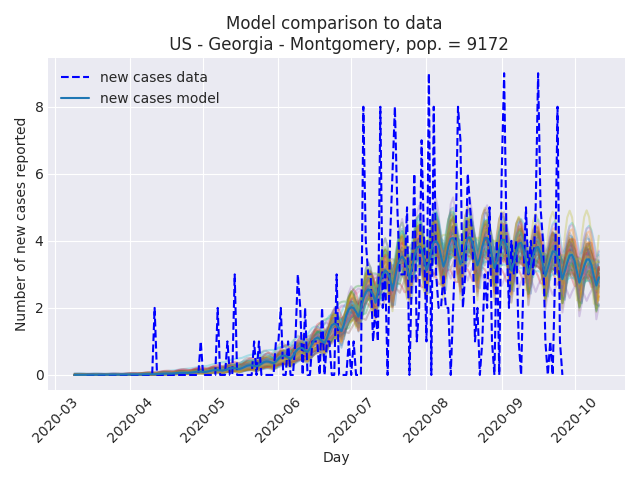 Model comparison to data
US - Georgia - Montgomery, pop. = 9172
new cases data
new cases model
Number of new cases reported
8
6
4
2
0
2020-03
2020-04
2020-05
2020-06
2020-07
2020-08
2020-09
2020-10
Day